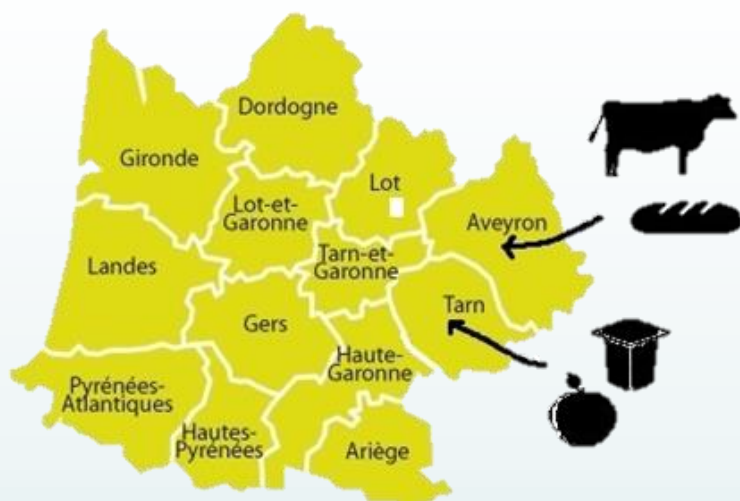 Dordogne
Gironde
Lot
Lot-et-
Garonne
Aveyron
Landes
Tarn-et-
Garonne
Tarn
Gers
Haute-
Garonne
Pyrénées-
Atlantiques
Hautes-
Pyrénées
Ariège